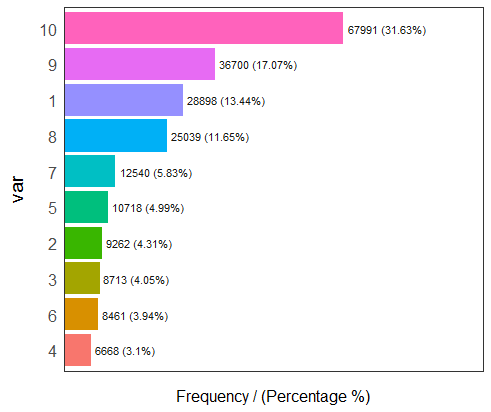 10 67991 (31.63%)
9 36700 (17.07%)
1 28898 (13.44%)
8 25039 (11.65%)
7 12540 (5.83%)
5 10718 (4.99%)
2 9262 (4.31%)
3 8713 (4.05%)
6 8461 (3.94%)
4 6668 (3.1%)
var
Frequency / (Percentage %)